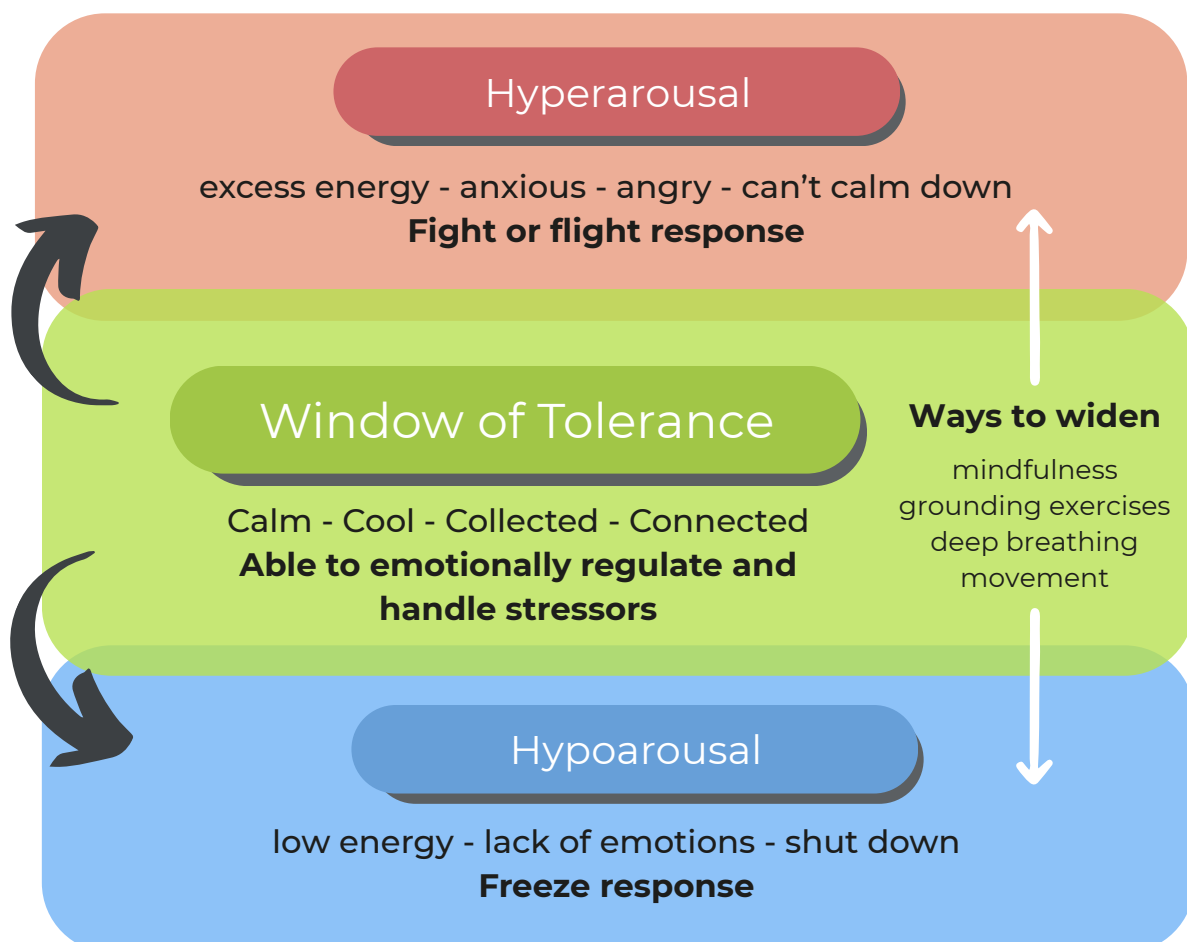 Hyperarousal
excess energy - anxious - angry - can’t calm down
Fight or flight response
Window of Tolerance
Calm - Cool - Collected - Connected
Able to emotionally regulate and
handle stressors
Ways to widen
mindfulness
grounding exercises
deep breathing
movement
Hypoarousal
low energy - lack of emotions - shut down
Freeze response